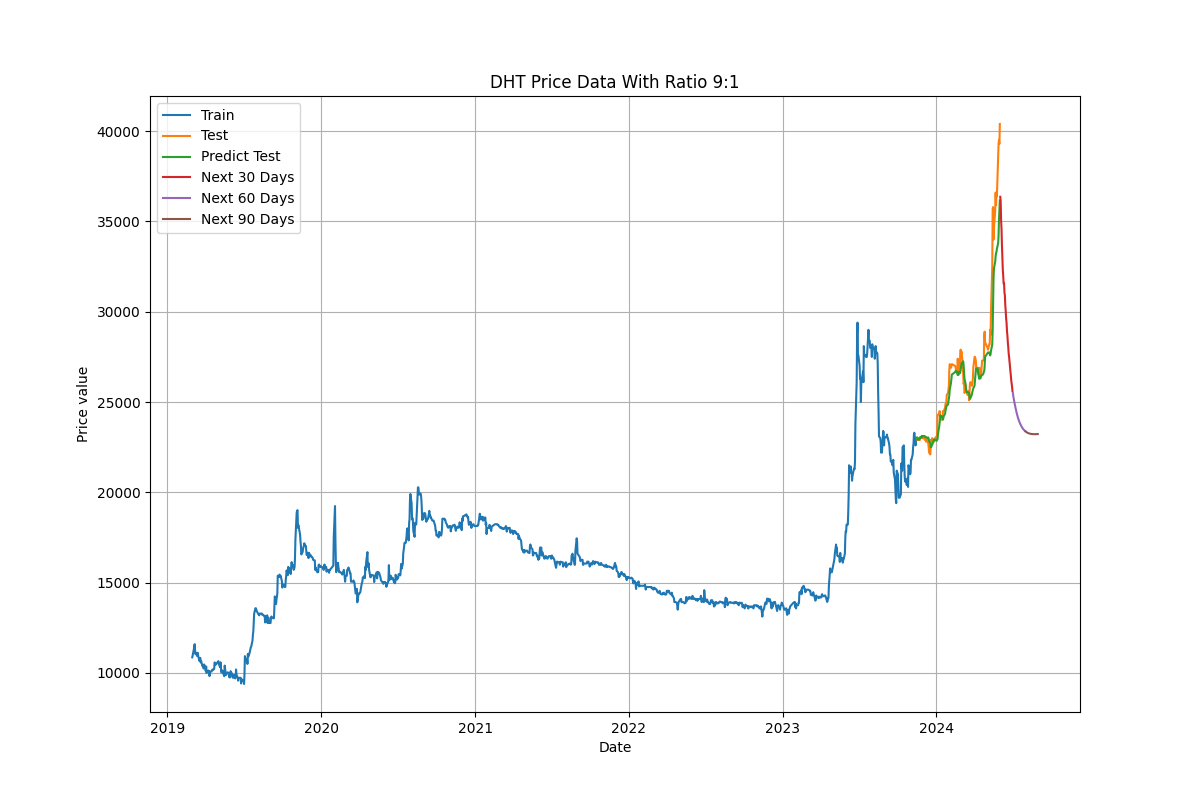 DHT Price Data With Ratio 9:1
Train
Test
Predict Test
Next 30 Days
Next 60 Days
Next 90 Days
40000
35000
30000
25000
20000
15000
10000
Price value
2019 2020 2021 2022 2023 2024
Date